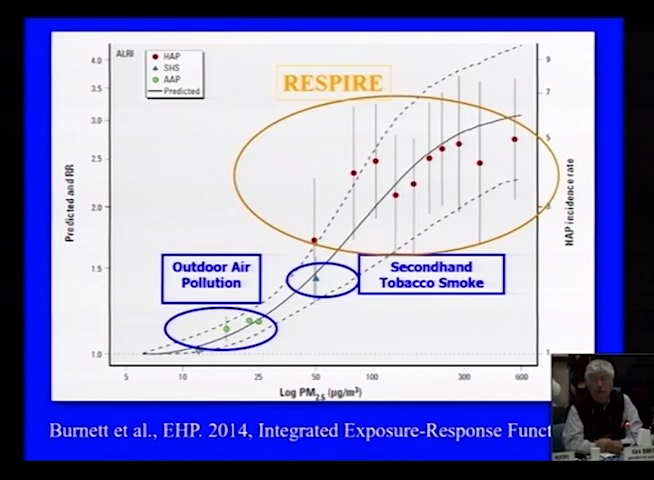 ALRI
HAP
SHS
AAP
Predicted
RESPIRE
4.0
3.5
3.0
2.5
2.0
1.5
1.0
Predicted and RR
9
7
5
3
1
HAP incidence rate
Outdoor Air
Pollution
Secondhand
Tobacco Smoke
5 10 25 50 100 300 600
Log PM2.5 (µg/m³)
Burnett et al., EHP. 2014, Integrated Exposure-Response Funct